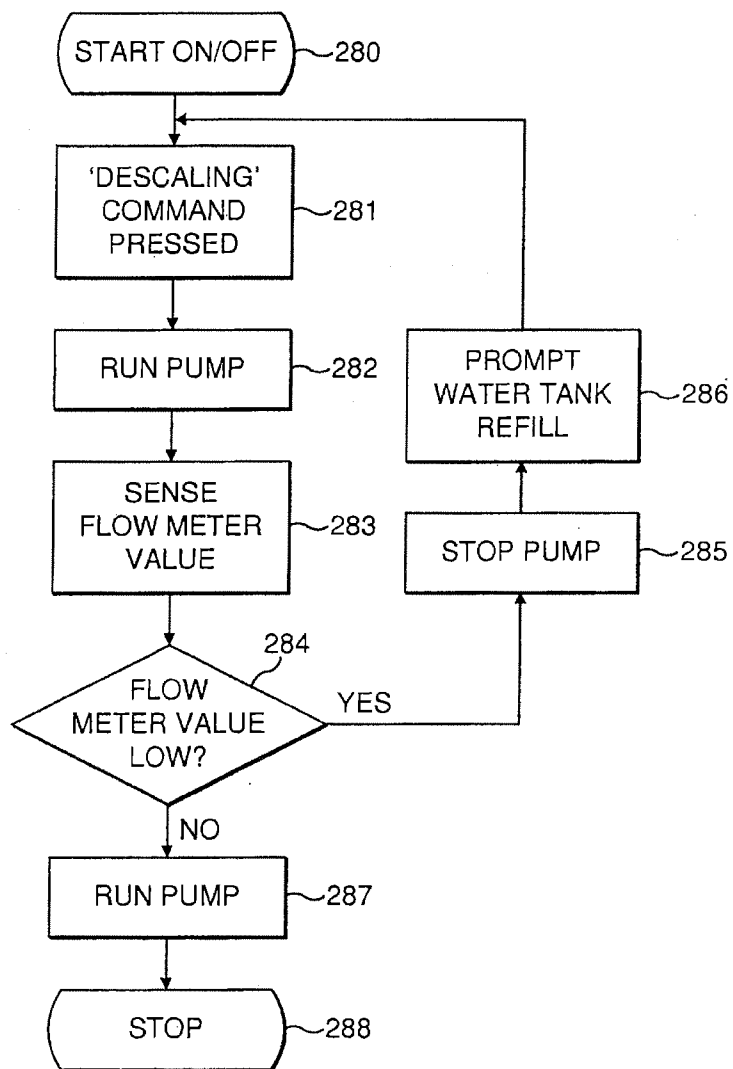 START ON/OFF
280
'DESCALING'
COMMAND
PRESSED
281
RUN PUMP
282
PROMPT
WATER TANK
REFILL
286
SENSE
FLOW METER
VALUE
283
STOP PUMP
285
284
FLOW
METER VALUE
LOW?
YES
NO
RUN PUMP
287
STOP
288